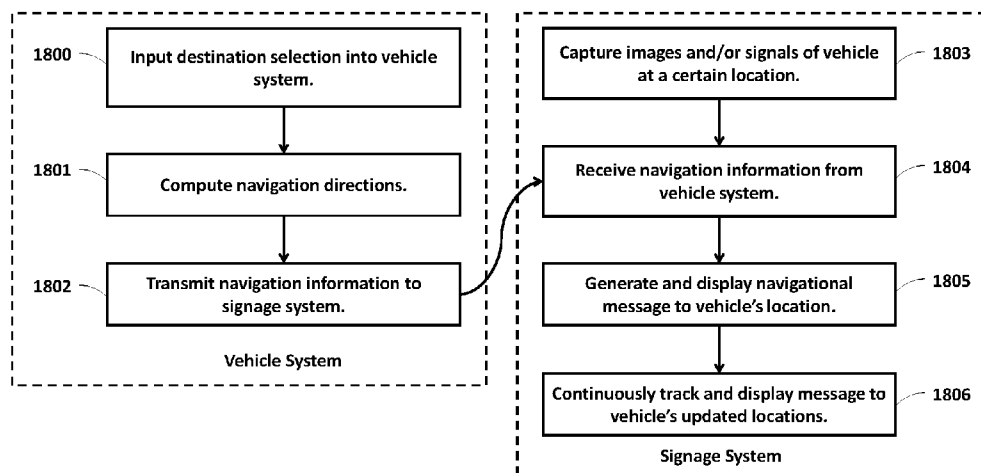 1800
Input destination selection into vehicle
system.
1801
Compute navigation directions.
1802
Transmit navigation information to
signage system.
Vehicle System
Capture images and/or signals of vehicle
at a certain location.
1803
Receive navigation information from
vehicle system.
1804
Generate and display navigational
message to vehicle's location.
1805
Continuously track and display message to
vehicle's updated locations.
1806
Signage System